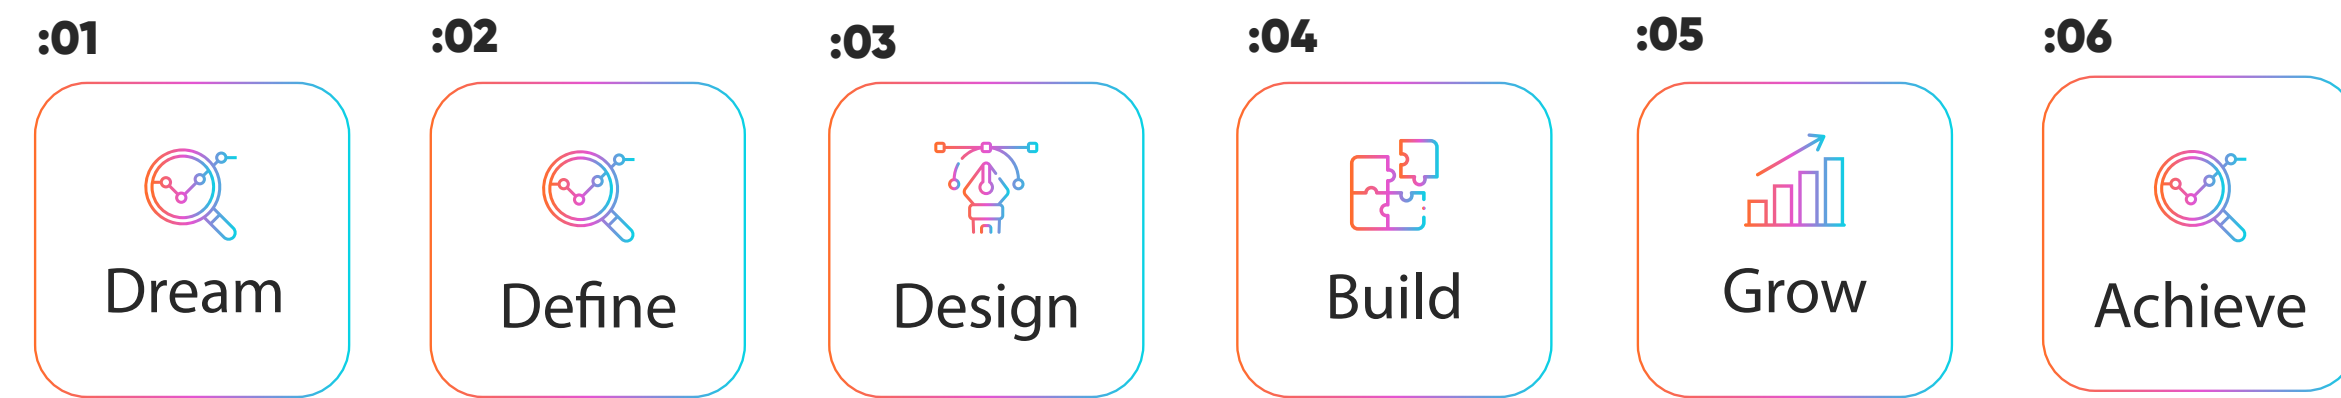 :01
Dream
:02
Define
:03
Design
:04
Build
:05
Grow
:06
Achieve